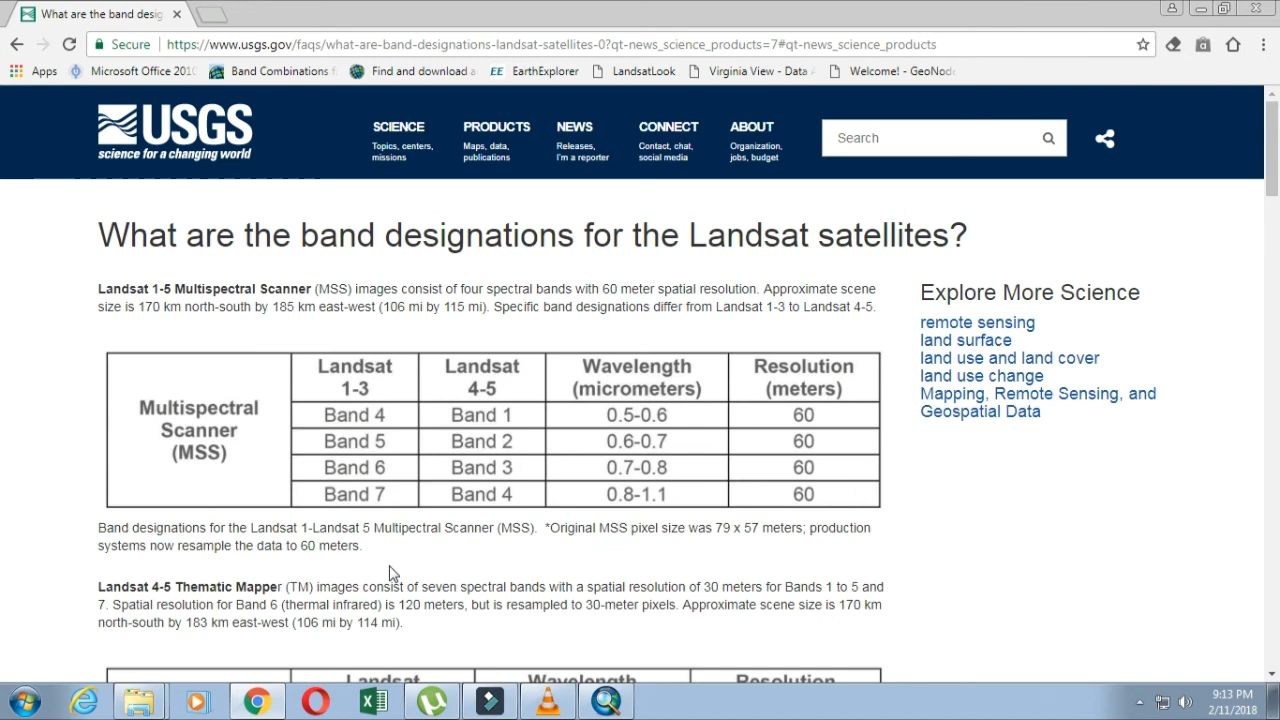 What are the band desig
Secure
https://www.usgs.gov/faqs/what-are-band-designations-landsat-satellites-0?qt-news_science_products=7#qt-news_science_products
Apps
Microsoft Office 201
Band Combinations f
Find and download a
EE EarthExplorer
LandsatLook
Virginia View - Data A
Welcome! - GeoNod
USGS
science for a changing world
SCIENCE
Topics, centers,
missions
PRODUCTS
Maps, data,
publications
NEWS
Releases,
I'm a reporter
CONNECT
Contact, chat,
social media
ABOUT
Organization,
jobs, budget
Search
What are the band designations for the Landsat satellites?
Landsat 1-5 Multispectral Scanner (MSS) images consist of four spectral bands with 60 meter spatial resolution. Approximate scene
size is 170 km north-south by 185 km east-west (106 mi by 115 mi). Specific band designations differ from Landsat 1-3 to Landsat 4-5.
Multispectral
Scanner
(MSS)
Landsat
1-3
Landsat
4-5
Wavelength
(micrometers)
Resolution
(meters)
Band 4 Band 1 0.5-0.6 60
Band 5 Band 2 0.6-0.7 60
Band 6 Band 3 0.7-0.8 60
Band 7 Band 4 0.8-1.1 60
Band designations for the Landsat 1-Landsat 5 Multipectral Scanner (MSS).  *Original MSS pixel size was 79 x 57 meters; production
systems now resample the data to 60 meters.
Landsat 4-5 Thematic Mapper (TM) images consist of seven spectral bands with a spatial resolution of 30 meters for Bands 1 to 5 and
7. Spatial resolution for Band 6 (thermal infrared) is 120 meters, but is resampled to 30-meter pixels. Approximate scene size is 170 km
north-south by 183 km east-west (106 mi by 114 mi).
Landsat Wavelength Resolution
Explore More Science
remote sensing
land surface
land use and land cover
land use change
Mapping, Remote Sensing, and
Geospatial Data
9:13 PM
2/11/2018